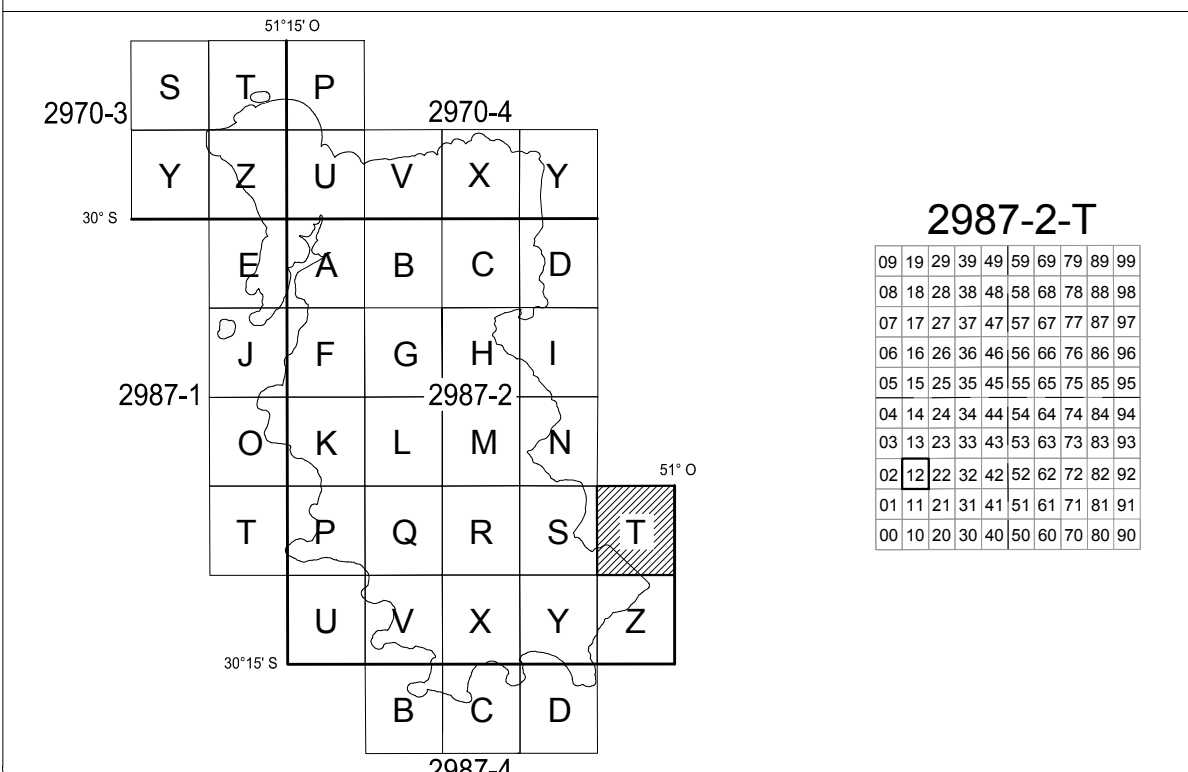 51°15' O
S T P
2970-3 2970-4
Y Z U V X Y
30° S
E A B C D
J F G H I
2987-1 2987-2
O K L M N
51° O
T P Q R S T
U V X Y Z
30°15' S
B C D
2987-4
2987-2-T
09 19 29 39 49 59 69 79 89 99
08 18 28 38 48 58 68 78 88 98
07 17 27 37 47 57 67 77 87 97
06 16 26 36 46 56 66 76 86 96
05 15 25 35 45 55 65 75 85 95
04 14 24 34 44 54 64 74 84 94
03 13 23 33 43 53 63 73 83 93
02 12 22 32 42 52 62 72 82 92
01 11 21 31 41 51 61 71 81 91
00 10 20 30 40 50 60 70 80 90